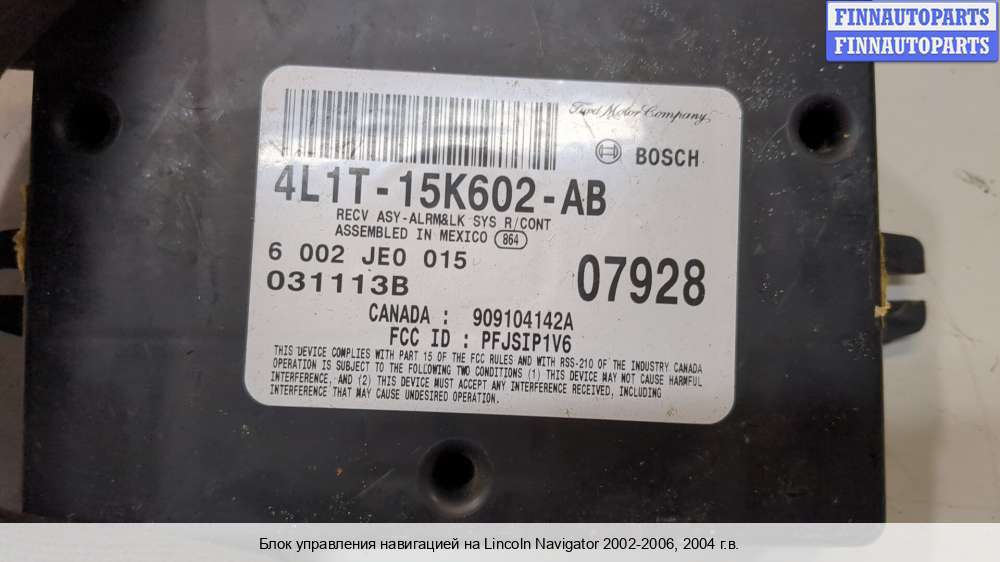 FINNAUTOPARTS
FINNAUTOPARTS
Ford Motor Company,
BOSCH
4L1T-15K602-AB
RECV ASY-ALRM&LK SYS R/CONT
ASSEMBLED IN MEXICO 864
6 002 JE0 015
031113B
07928
CANADA : 909104142A
FCC ID : PFJSIP1V6
THIS DEVICE COMPLIES WITH PART 15 OF THE FCC RULES AND WITH RSS-210 OF THE INDUSTRY CANADA
OPERATION IS SUBJECT TO THE FOLLOWING TWO CONDITIONS (1) THIS DEVICE MAY NOT CAUSE HARMFUL
INTERFERENCE, AND (2) THIS DEVICE MUST ACCEPT ANY INTERFERENCE RECEIVED, INCLUDING
INTERFERENCE THAT MAY CAUSE UNDESIRED OPERATION.
Блок управления навигацией на Lincoln Navigator 2002-2006, 2004 г.в.